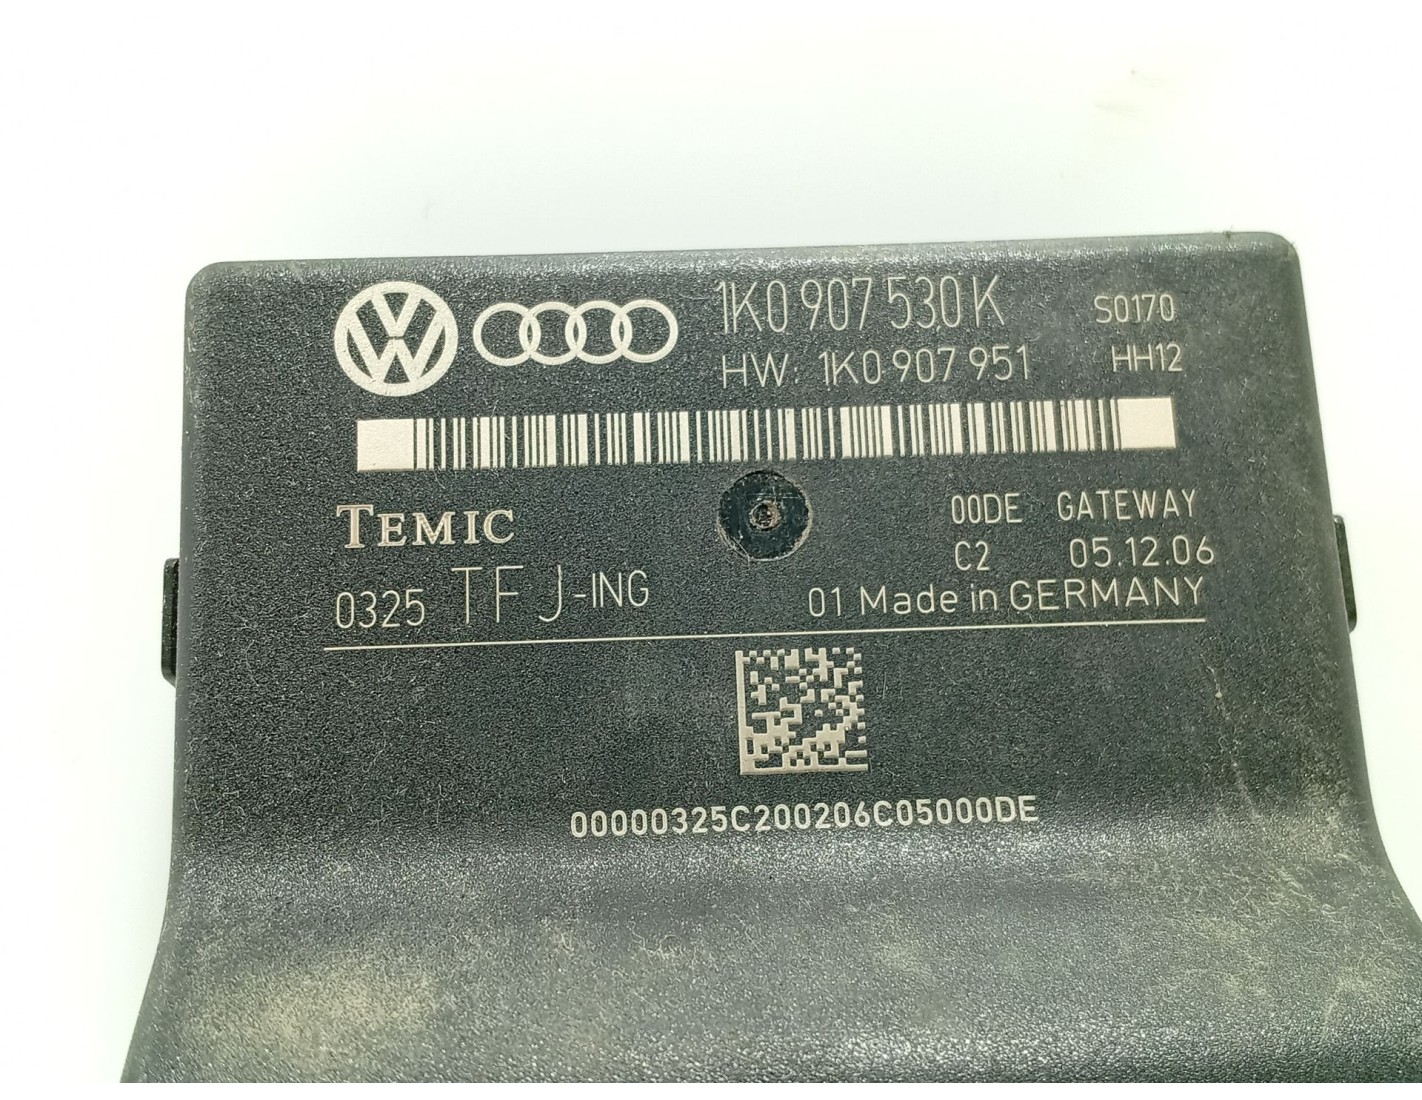 1K0 907 530 K S0170
HW: 1K0 907 951 HH12
TEMIC 00DE GATEWAY
C2 05.12.06
0325 TFJ-ING 01 Made in GERMANY
00000325C200206C05000DE